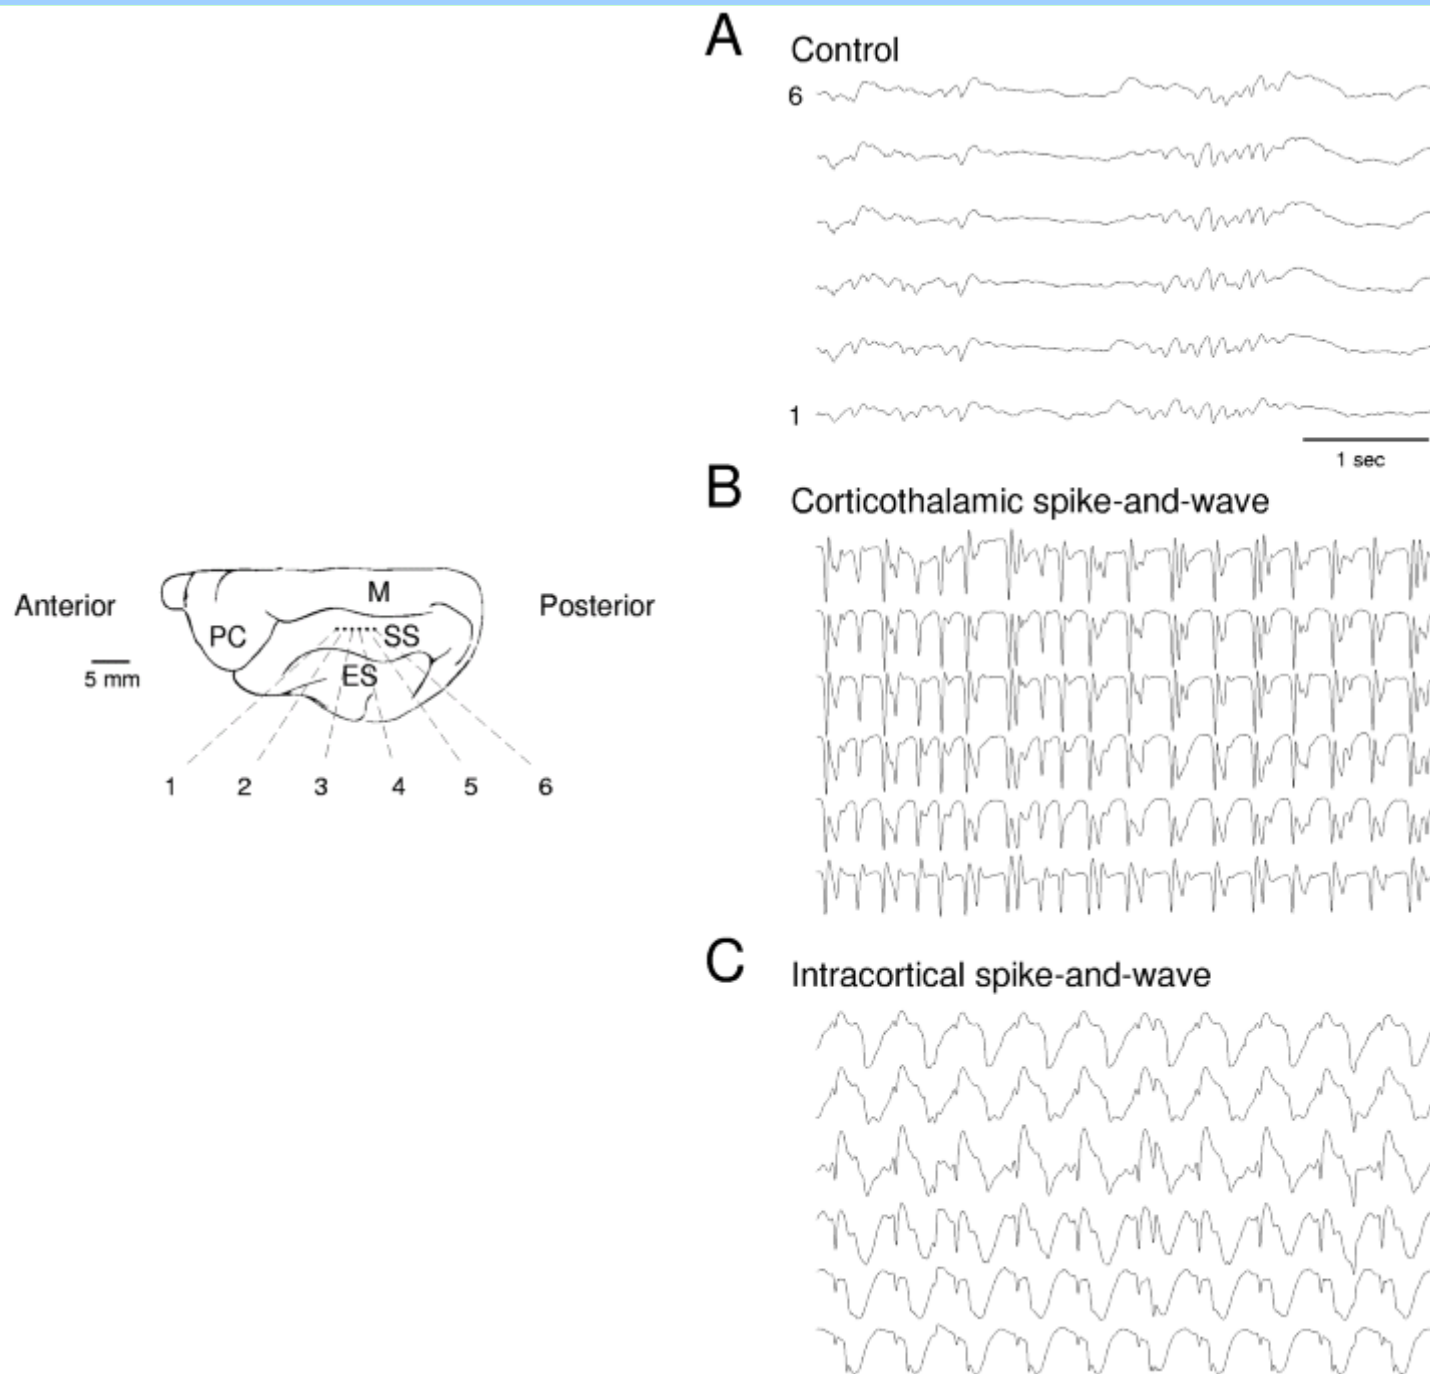 A
Control
6
1
1 sec
B
Corticothalamic spike-and-wave
Anterior
M
Posterior
PC
SS
5 mm
ES
1 2 3 4 5 6
C
Intracortical spike-and-wave